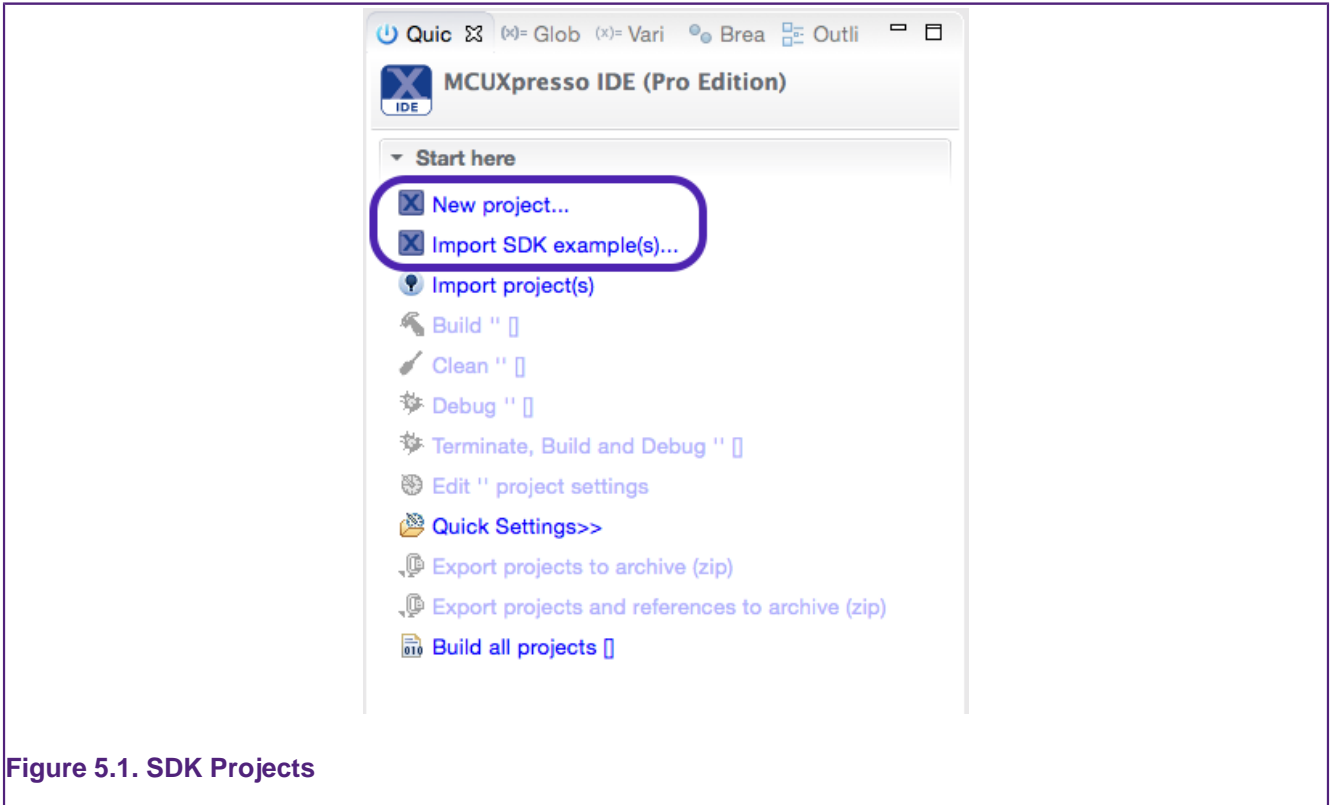 Quic (x)= Glob (x)= Vari Brea Outli
MCUXpresso IDE (Pro Edition)
IDE
Start here
New project...
Import SDK example(s)...
Import project(s)
Build '' []
Clean '' []
Debug '' []
Terminate, Build and Debug '' []
Edit '' project settings
Quick Settings>>
Export projects to archive (zip)
Export projects and references to archive (zip)
010 Build all projects []
Figure 5.1. SDK Projects